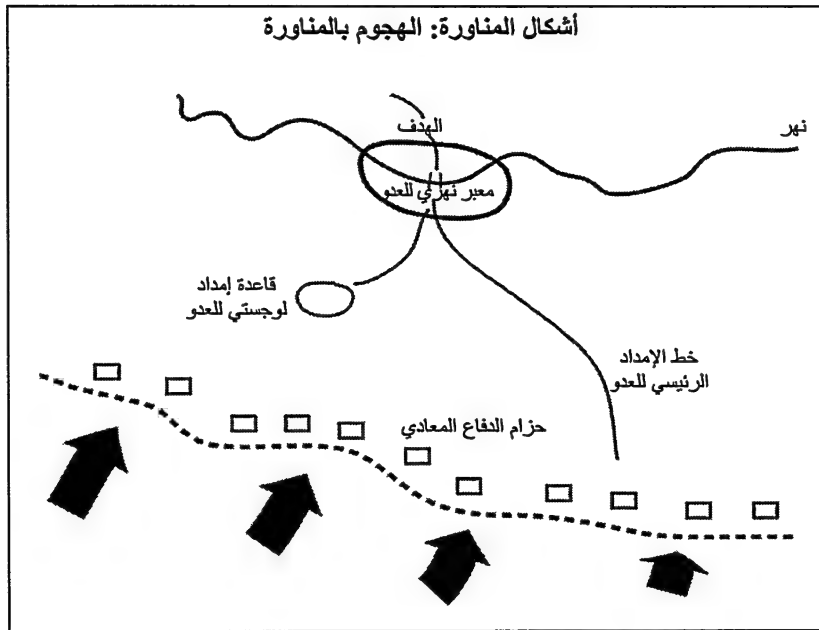 أشكال المناورة: الهجوم بالمناورة
الهدف
نهر
معبر نهري للعدو
قاعدة إمداد
لوجستي للعدو
خط الإمداد
الرئيسي للعدو
حزام الدفاع المعادي